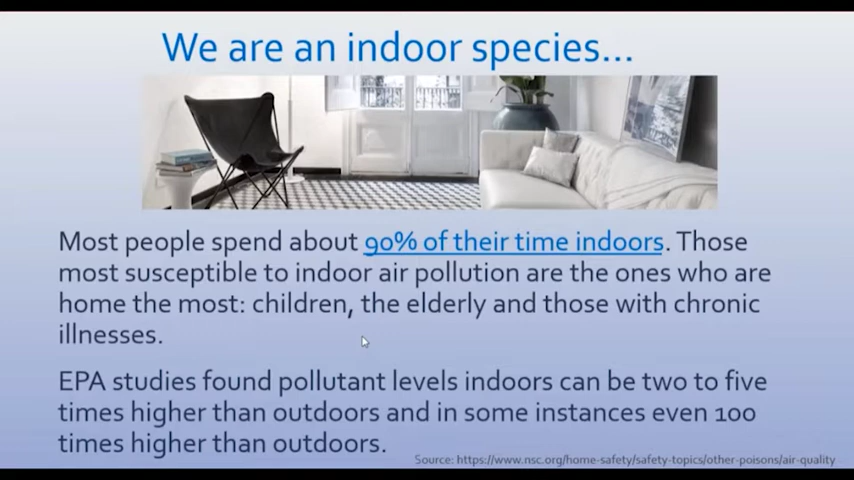 We are an indoor species...
Most people spend about 90% of their time indoors. Those
most susceptible to indoor air pollution are the ones who are
home the most: children, the elderly and those with chronic
illnesses.
EPA studies found pollutant levels indoors can be two to five
times higher than outdoors and in some instances even 100
times higher than outdoors.
Source: https://www.nsc.org/home-safety/safety-topics/other-poisons/air-quality